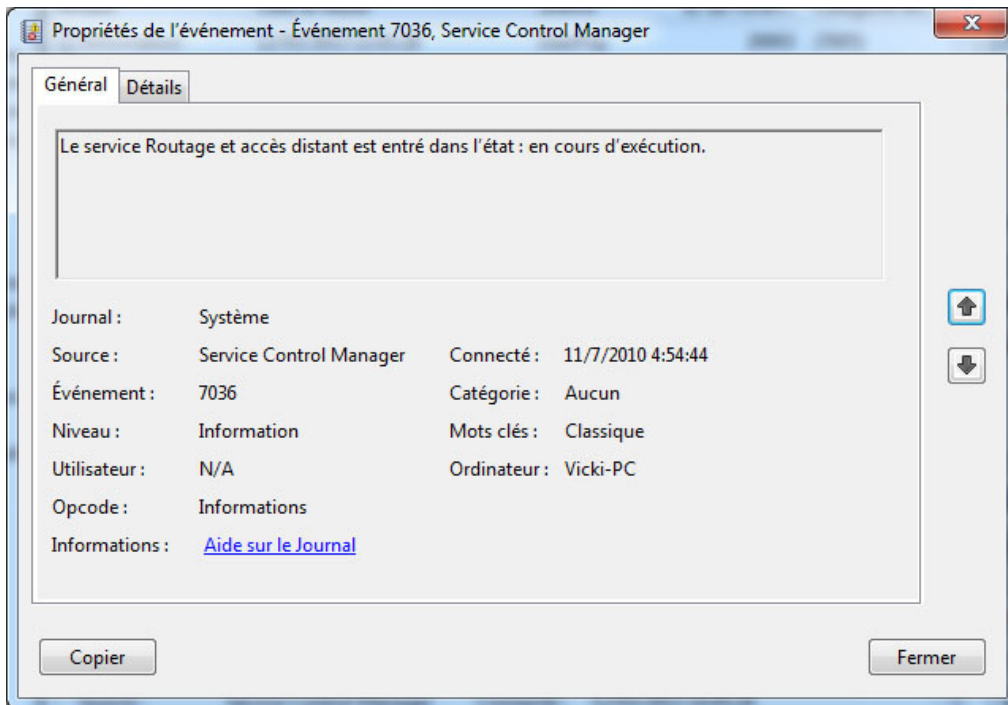 Propriétés de l'événement - Événement 7036, Service Control Manager
Général Détails
Le service Routage et accès distant est entré dans l'état : en cours d'exécution.
Journal : Système
Source : Service Control Manager Connecté : 11/7/2010 4:54:44
Événement : 7036 Catégorie : Aucun
Niveau : Information Mots clés : Classique
Utilisateur : N/A Ordinateur : Vicki-PC
Opcode : Informations
Informations : Aide sur le Journal
Copier Fermer